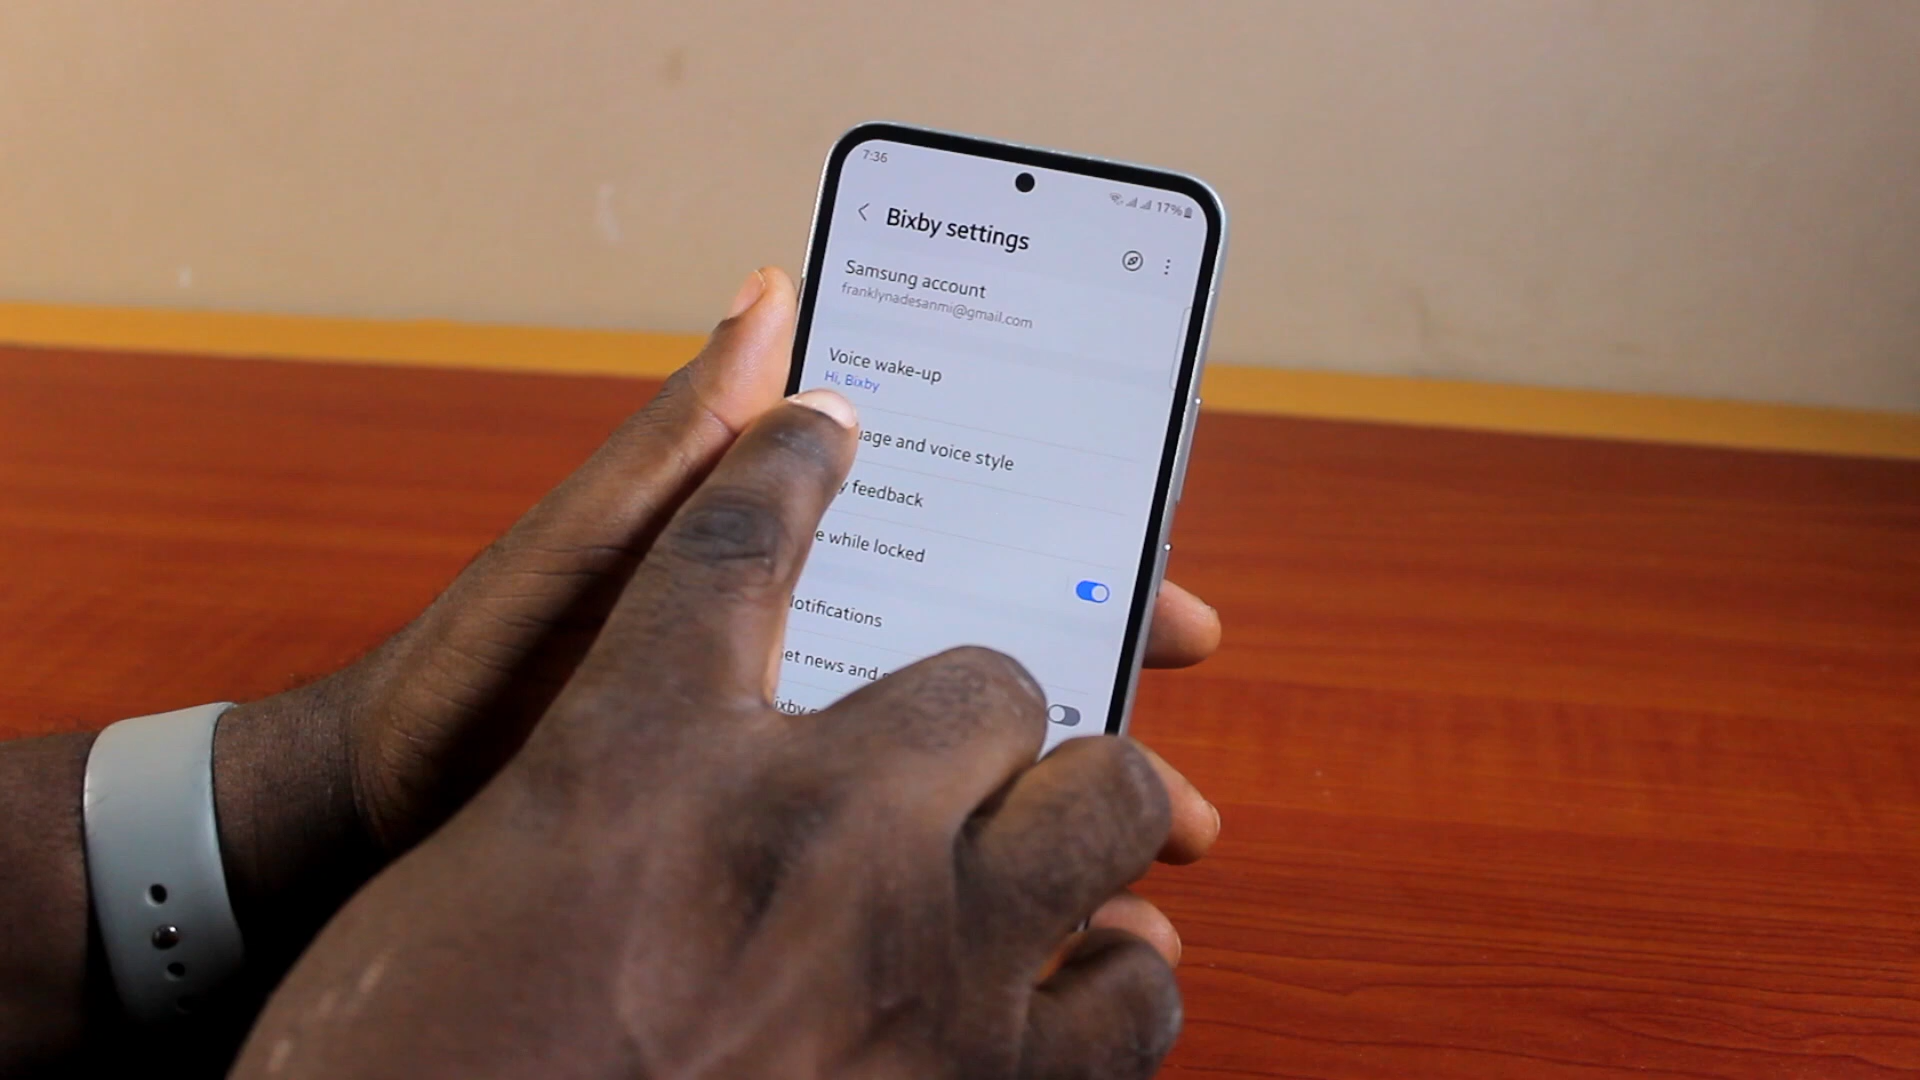 7:36
17%
Bixby settings
Samsung account
franklynadesanmi@gmail.com
Voice wake-up
Hi, Bixby
and voice style
feedback
while locked
news and